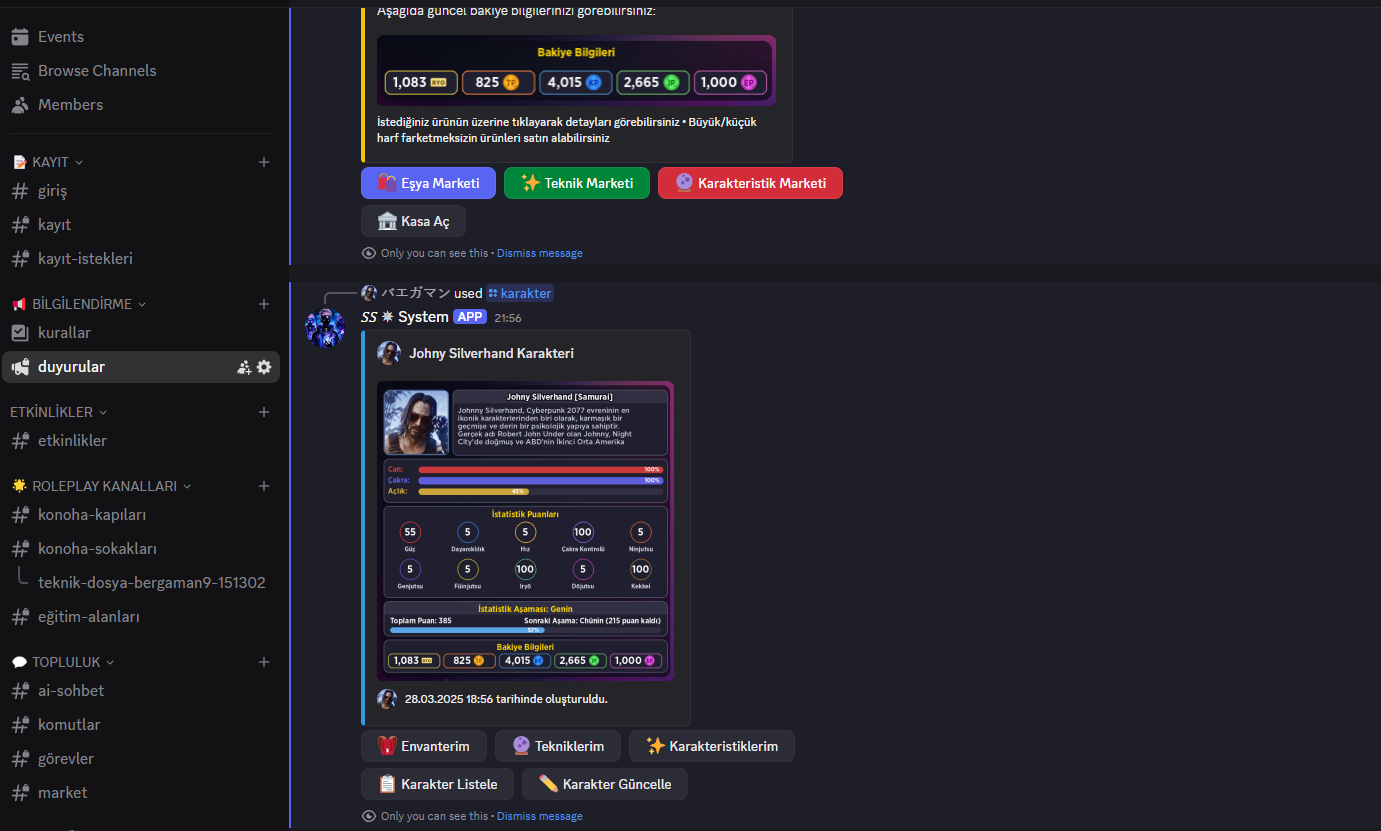 Events
Browse Channels
Members
KAYIT
giriş
kayıt
kayıt-istekleri
BİLGİLENDİRME
kurallar
duyurular
ETKİNLİKLER
etkinlikler
ROLEPLAY KANALLARI
konoha-kapıları
konoha-sokakları
teknik-dosya-bergaman9-151302
eğitim-alanları
TOPLULUK
ai-sohbet
komutlar
görevler
market
Aşağıda güncel bakiye bilgilerinizi görebilirsiniz:
Bakiye Bilgileri
1,083 RYO 825 TP 4,015 KP 2,665 İP 1,000 EP
İstediğiniz ürünün üzerine tıklayarak detayları görebilirsiniz • Büyük/küçük
harf farketmeksizin ürünleri satın alabilirsiniz
Eşya Marketi Teknik Marketi Karakteristik Marketi
Kasa Aç
Only you can see this • Dismiss message
バエガマン used karakter
SS ✷ System APP 21:56
Johny Silverhand Karakteri
Johny Silverhand [Samurai]
Johnny Silverhand, Cyberpunk 2077 evreninin en
ikonik karakterlerinden biri olarak, karmaşık bir
geçmişe ve derin bir psikolojik yapıya sahiptir.
Gerçek adı Robert John Under olan Johnny, Night
City'de doğmuş ve ABD'nin İkinci Orta Amerika
Can: 100%
Çakra: 100%
Açlık: 45%
İstatistik Puanları
55 5 5 100 5
Güç Dayanıklılık Hız Çakra Kontrolü Ninjutsu
5 5 100 5 100
Genjutsu Füinjutsu İryō Dōjutsu Kekkei
İstatistik Aşaması: Genin
Toplam Puan: 385 Sonraki Aşama: Chūnin (215 puan kaldı)
57%
Bakiye Bilgileri
1,083 RYO 825 TP 4,015 KP 2,665 İP 1,000 EP
28.03.2025 18:56 tarihinde oluşturuldu.
Envanterim Tekniklerim Karakteristiklerim
Karakter Listele Karakter Güncelle
Only you can see this • Dismiss message